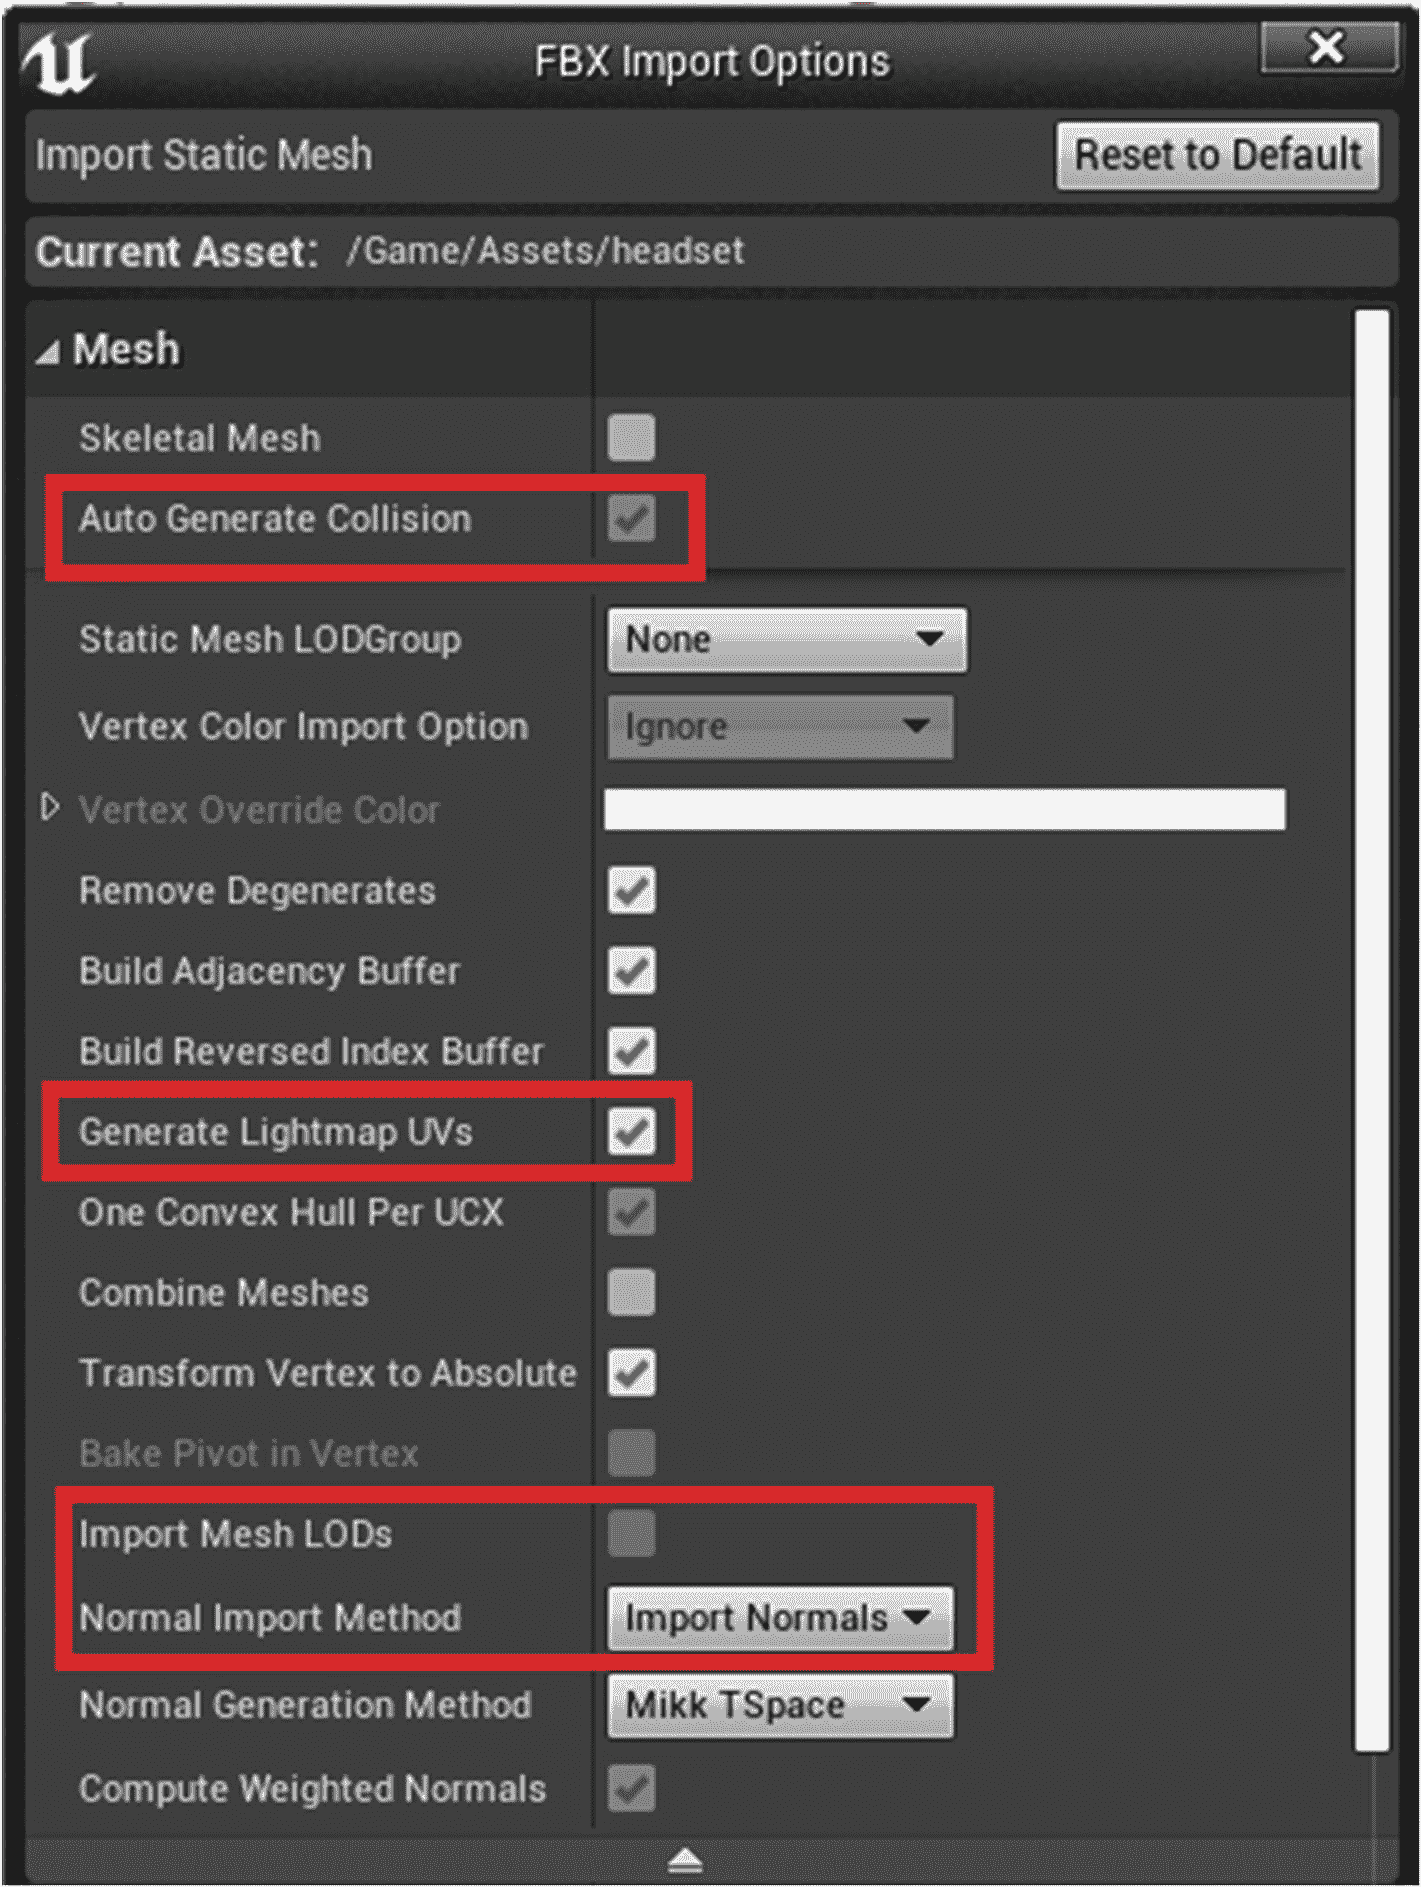 FBX Import Options
Import Static Mesh
Reset to Default
Current Asset: /Game/Assets/headset
Mesh
Skeletal Mesh
Auto Generate Collision
Static Mesh LODGroup None
Vertex Color Import Option Ignore
Vertex Override Color
Remove Degenerates
Build Adjacency Buffer
Build Reversed Index Buffer
Generate Lightmap UVs
One Convex Hull Per UCX
Combine Meshes
Transform Vertex to Absolute
Bake Pivot in Vertex
Import Mesh LODs
Normal Import Method Import Normals
Normal Generation Method Mikk TSpace
Compute Weighted Normals